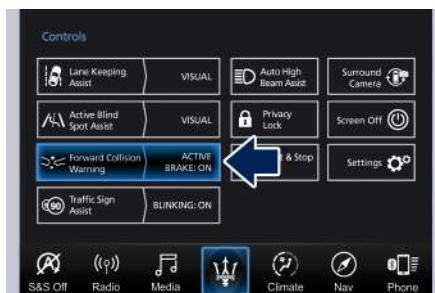 Controls
Lane Keeping
Assist
VISUAL
Auto High
Beam Assist
Surround
Camera
Active Blind
Spot Assist
VISUAL
Privacy
Lock
Screen Off
Forward Collision
Warning
ACTIVE
BRAKE: ON
& Stop
Settings
90
Traffic Sign
Assist
BLINKING: ON
S&S Off
Radio
Media
Climate
Nav
Phone